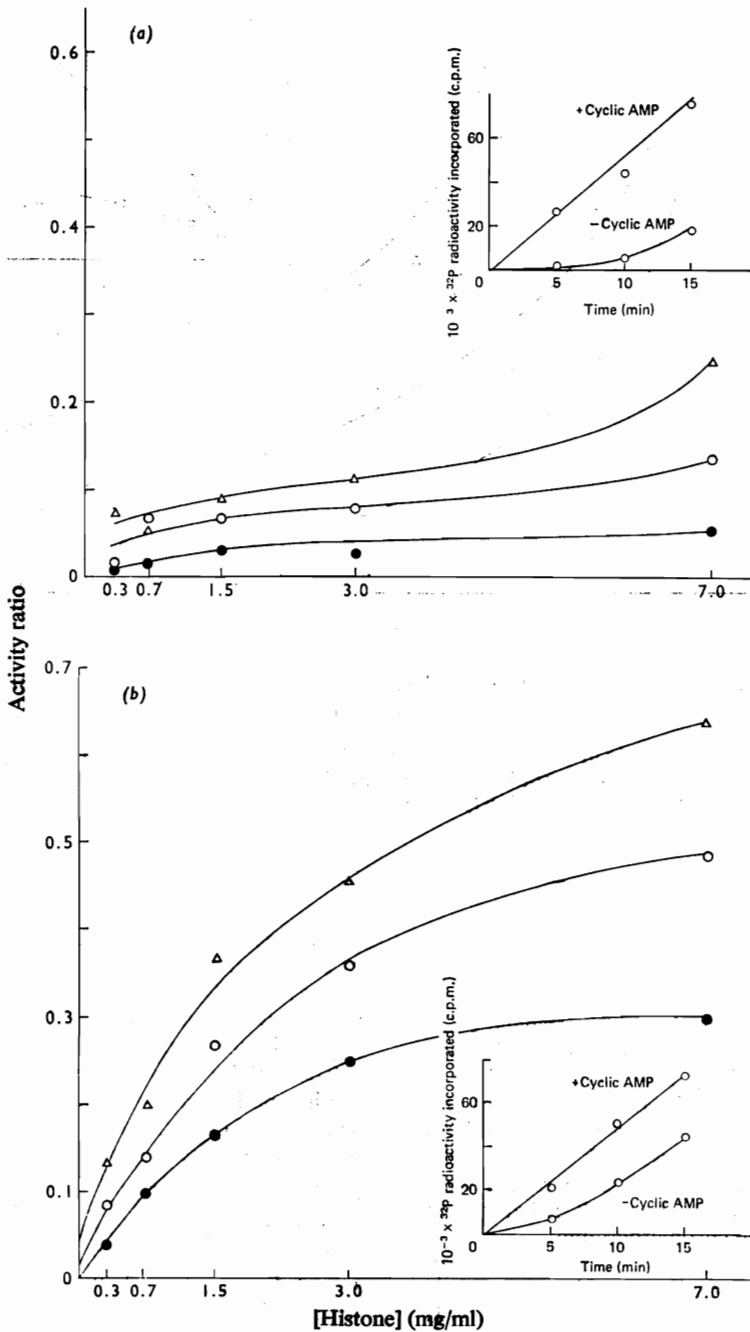 (a)
0.6
0.4
0.2
0
0.3 0.7 1.5 3.0 7.0
10⁻³ x ³²P radioactivity incorporated (c.p.m.)
60
20
0
+Cyclic AMP
−Cyclic AMP
5 10 15
Time (min)
Activity ratio
(b)
0.7
0.5
0.3
0.1
0
0.3 0.7 1.5 3.0 7.0
10⁻³ x ³²P radioactivity incorporated (c.p.m.)
60
20
0
+Cyclic AMP
−Cyclic AMP
5 10 15
Time (min)
[Histone] (mg/ml)